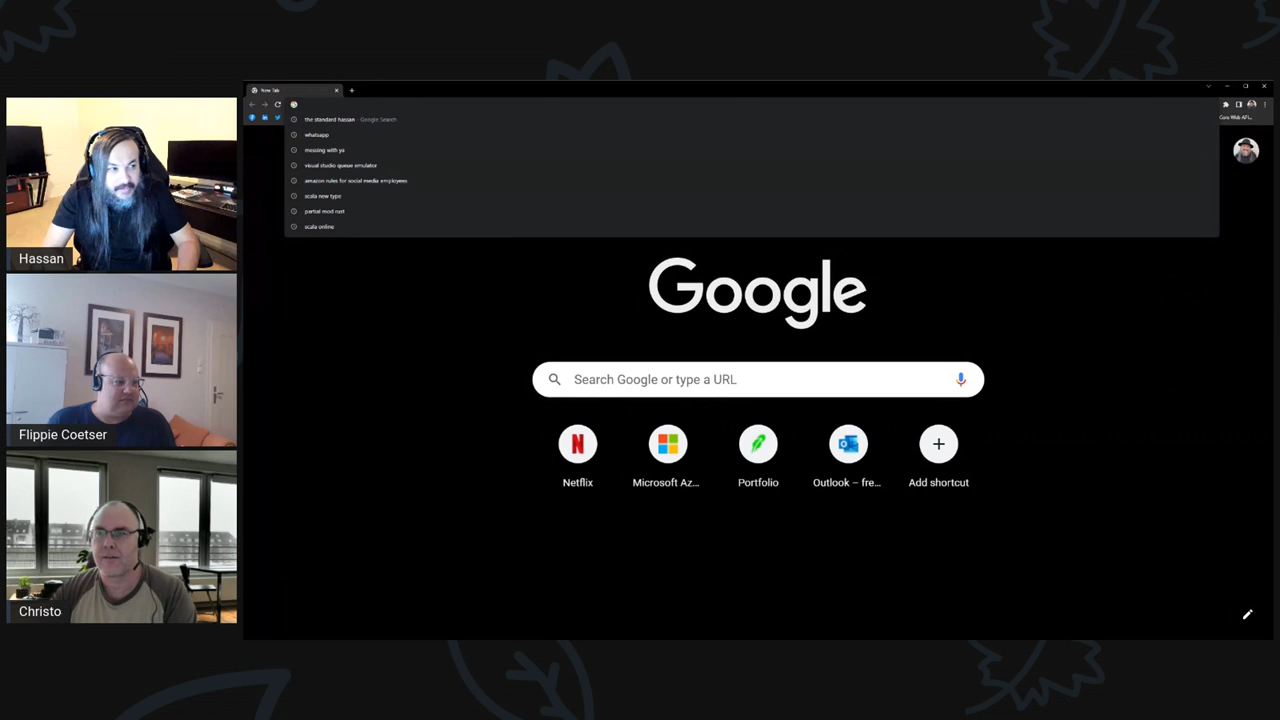 New Tab
the standard hassan - Google Search
whatsapp
messing with ya
visual studio queue emulator
amazon rules for social media employees
scala new type
partial mod rust
scala online
Google
Search Google or type a URL
Netflix
Microsoft Az...
Portfolio
Outlook – fre...
Add shortcut
Hassan
Flippie Coetser
Christo